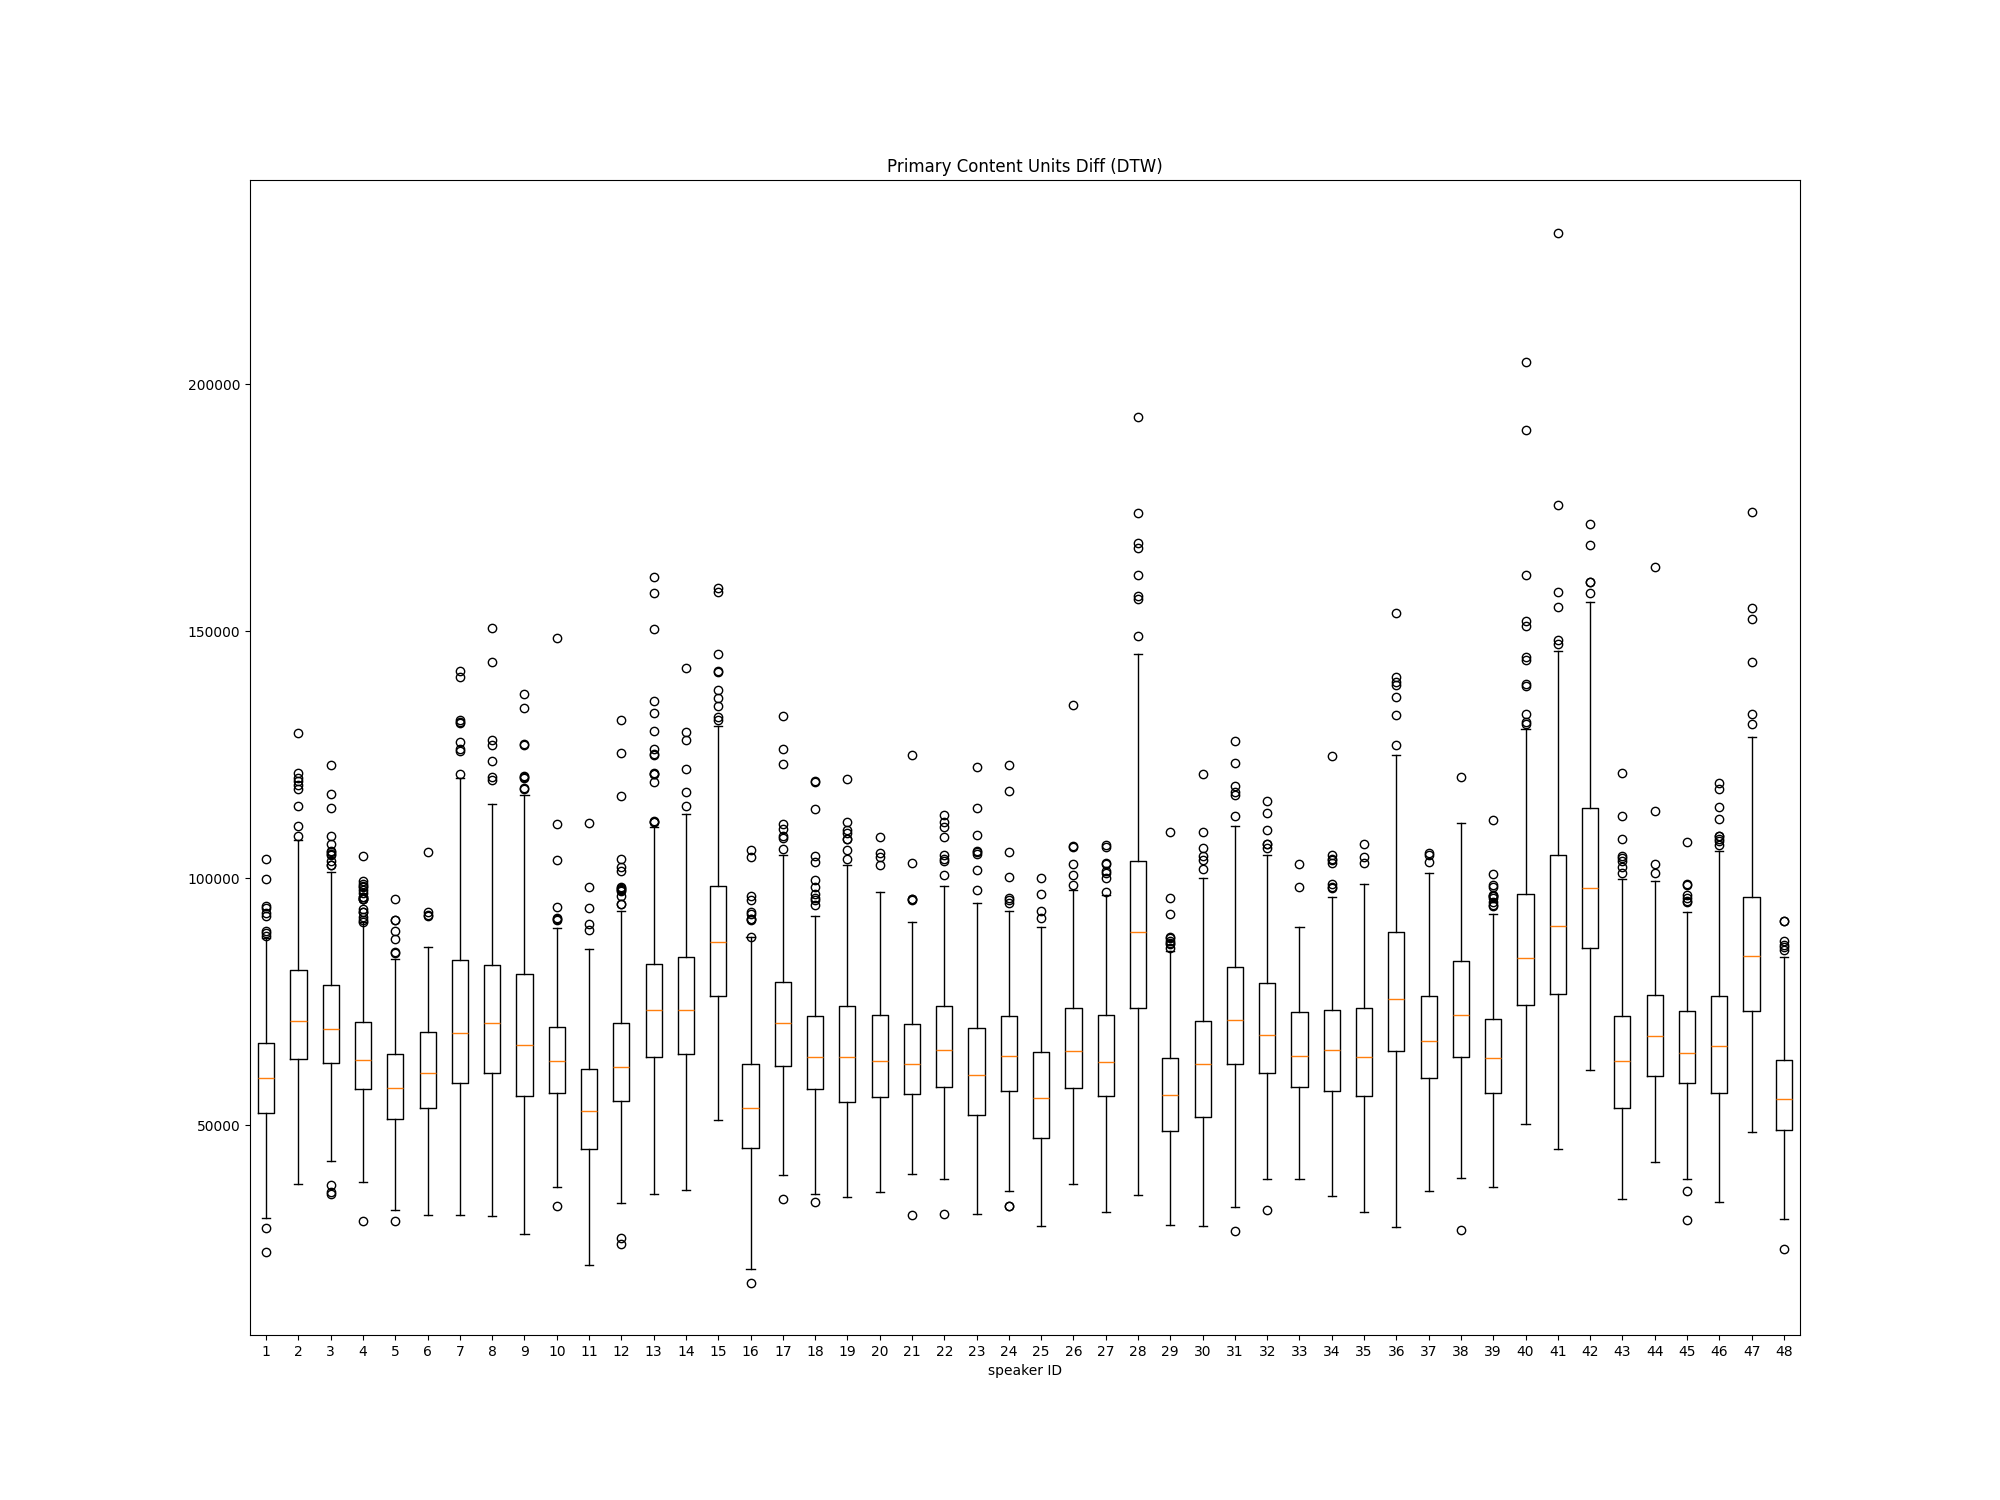 Primary Content Units Diff (DTW)
200000
150000
100000
50000
1 2 3 4 5 6 7 8 9 10 11 12 13 14 15 16 17 18 19 20 21 22 23 24 25 26 27 28 29 30 31 32 33 34 35 36 37 38 39 40 41 42 43 44 45 46 47 48
speaker ID